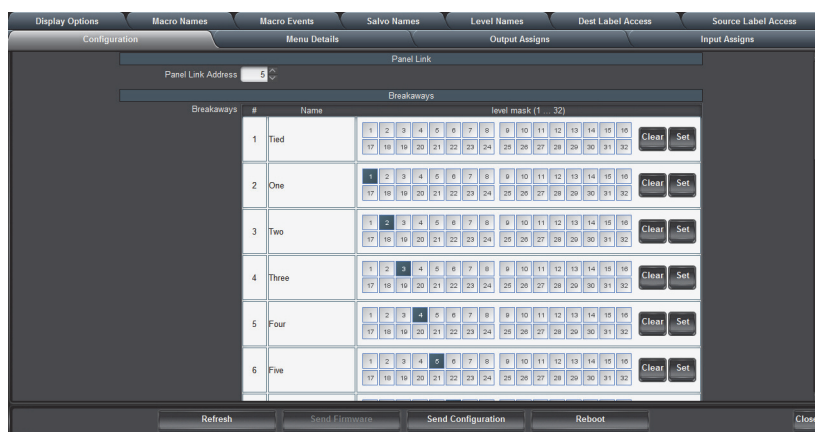 Display Options Macro Names Macro Events Salvo Names Level Names Dest Label Access Source Label Access
Configuration Menu Details Output Assigns Input Assigns
Panel Link
Panel Link Address 5
Breakaways
Breakaways # Name level mask (1 ... 32)
1 2 3 4 5 6 7 8 9 10 11 12 13 14 15 16
1 Tied Clear Set
17 18 19 20 21 22 23 24 25 26 27 28 29 30 31 32
1 2 3 4 5 6 7 8 9 10 11 12 13 14 15 16
2 One Clear Set
17 18 19 20 21 22 23 24 25 26 27 28 29 30 31 32
1 2 3 4 5 6 7 8 9 10 11 12 13 14 15 16
3 Two Clear Set
17 18 19 20 21 22 23 24 25 26 27 28 29 30 31 32
1 2 3 4 5 6 7 8 9 10 11 12 13 14 15 16
4 Three Clear Set
17 18 19 20 21 22 23 24 25 26 27 28 29 30 31 32
1 2 3 4 5 6 7 8 9 10 11 12 13 14 15 16
5 Four Clear Set
17 18 19 20 21 22 23 24 25 26 27 28 29 30 31 32
1 2 3 4 5 6 7 8 9 10 11 12 13 14 15 16
6 Five Clear Set
17 18 19 20 21 22 23 24 25 26 27 28 29 30 31 32
Refresh Send Firmware Send Configuration Reboot Close